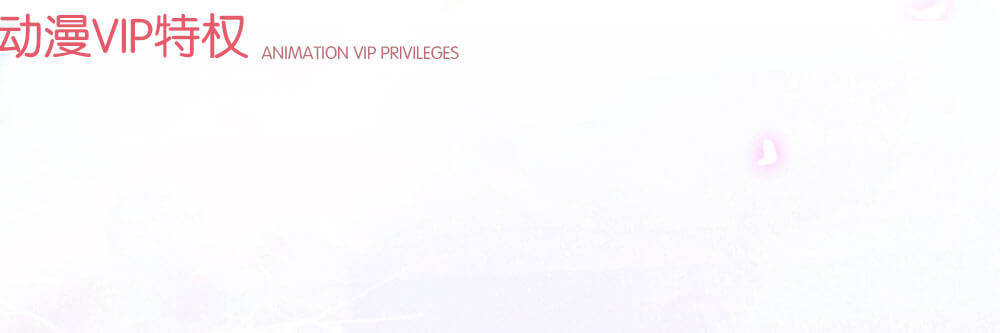 动漫VIP特权 ANIMATION VIP PRIVILEGES